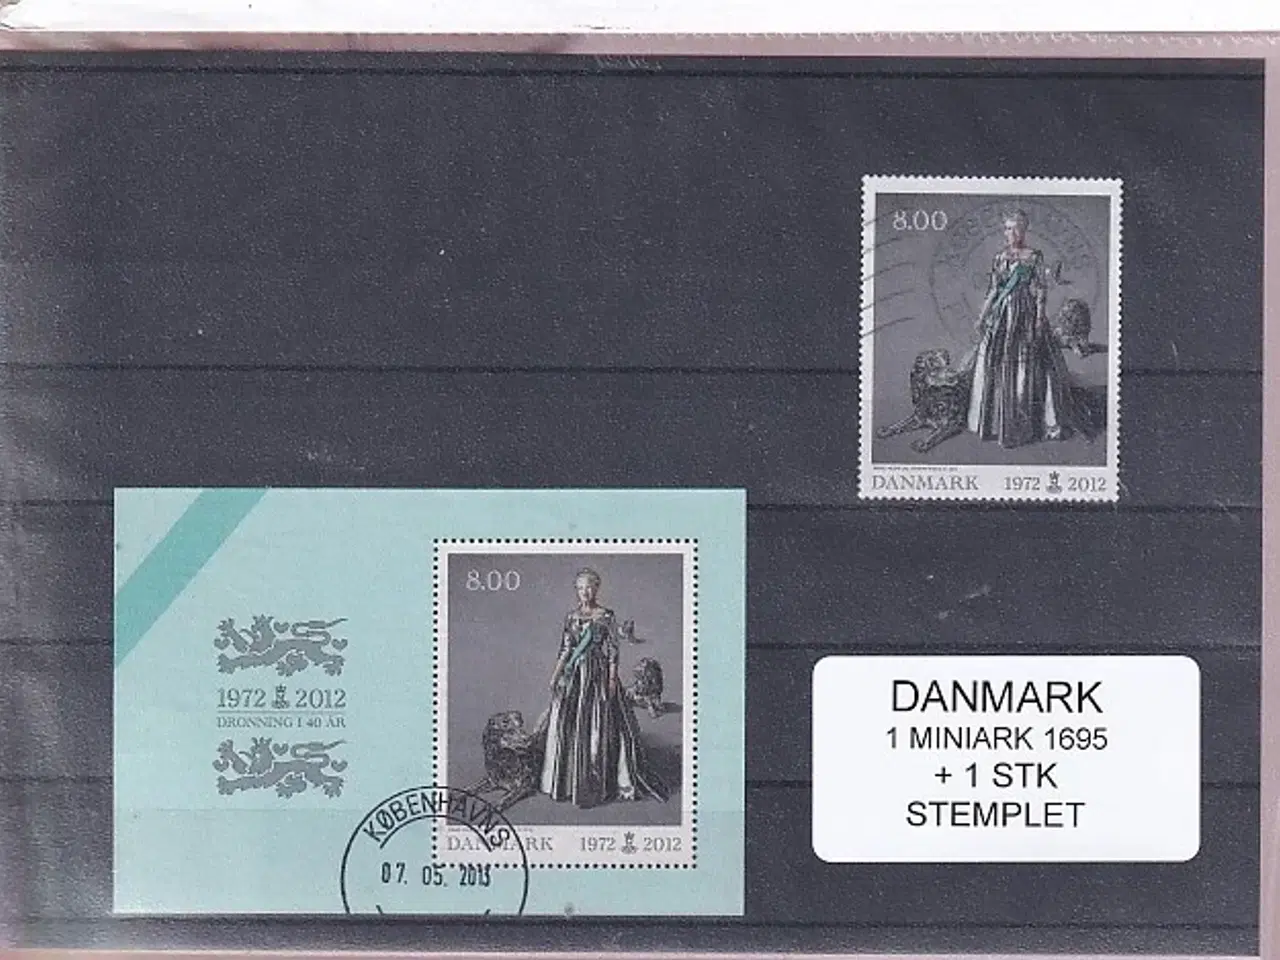 8.00
DANMARK 1972 2012
8.00
1972 2012
DRONNING I 40 ÅR
DANMARK 1972 2012
KØBENHAVNS
07. 05. 2013
DANMARK
1 MINIARK 1695
+ 1 STK
STEMPLET